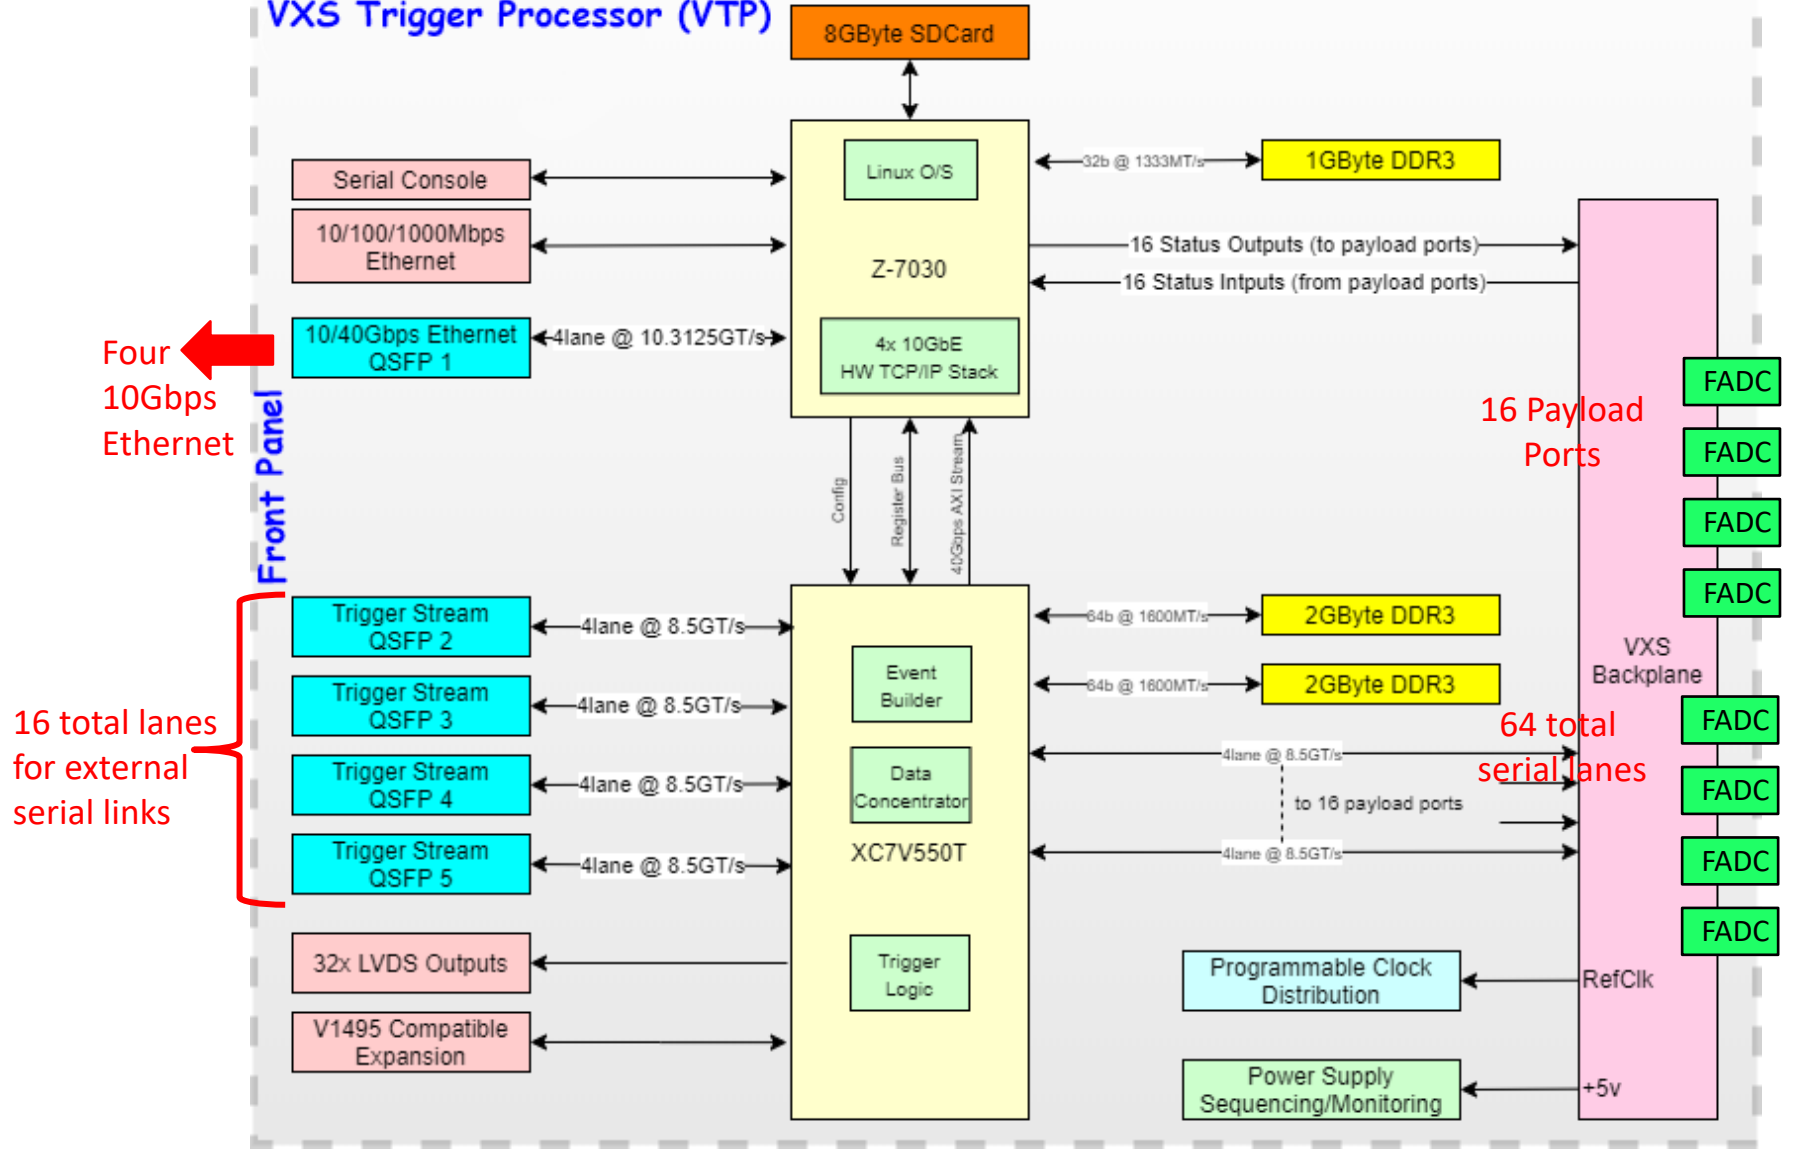 VXS Trigger Processor (VTP)
8GByte SDCard
Linux O/S
Z-7030
4x 10GbE
HW TCP/IP Stack
32b @ 1333MT/s
1GByte DDR3
Serial Console
10/100/1000Mbps
Ethernet
10/40Gbps Ethernet
QSFP 1
4lane @ 10.3125GT/s
16 Status Outputs (to payload ports)
16 Status Intputs (from payload ports)
Four
10Gbps
Ethernet
Front Panel
Config
Register Bus
40Gbps AXI Stream
16 Payload
Ports
FADC
FADC
FADC
FADC
VXS
Backplane
Trigger Stream
QSFP 2
4lane @ 8.5GT/s
Trigger Stream
QSFP 3
4lane @ 8.5GT/s
Trigger Stream
QSFP 4
4lane @ 8.5GT/s
Trigger Stream
QSFP 5
4lane @ 8.5GT/s
16 total lanes
for external
serial links
Event
Builder
Data
Concentrator
XC7V550T
Trigger
Logic
64b @ 1600MT/s
2GByte DDR3
64b @ 1600MT/s
2GByte DDR3
64 total
serial lanes
4lane @ 8.5GT/s
to 16 payload ports
4lane @ 8.5GT/s
FADC
FADC
FADC
FADC
32x LVDS Outputs
V1495 Compatible
Expansion
Programmable Clock
Distribution
RefClk
Power Supply
Sequencing/Monitoring
+5v